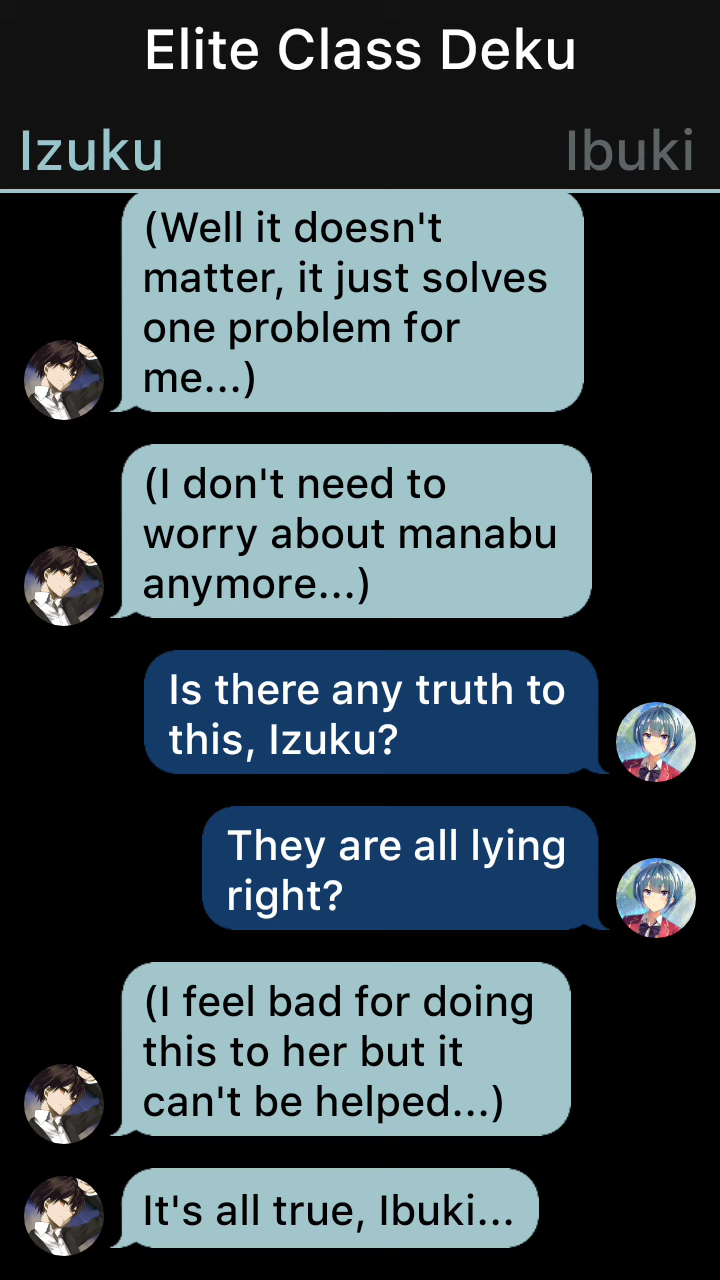 Elite Class Deku
Izuku
Ibuki
(Well it doesn't
matter, it just solves
one problem for
me...)
(I don't need to
worry about manabu
anymore...)
Is there any truth to
this, Izuku?
They are all lying
right?
(I feel bad for doing
this to her but it
can't be helped...)
It's all true, Ibuki...